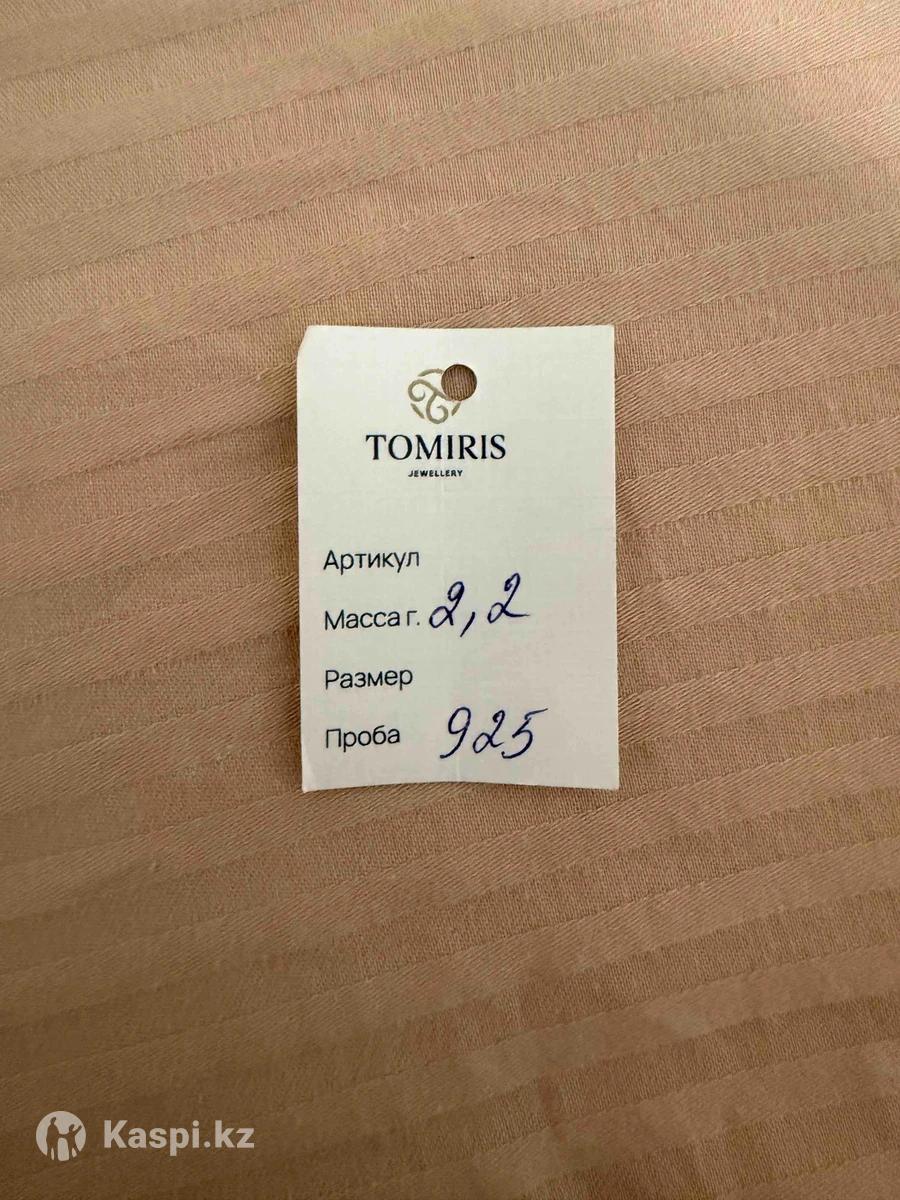 TOMIRIS
JEWELLERY
Артикул
Масса г. 2,2
Размер
Проба 925
Kaspi.kz